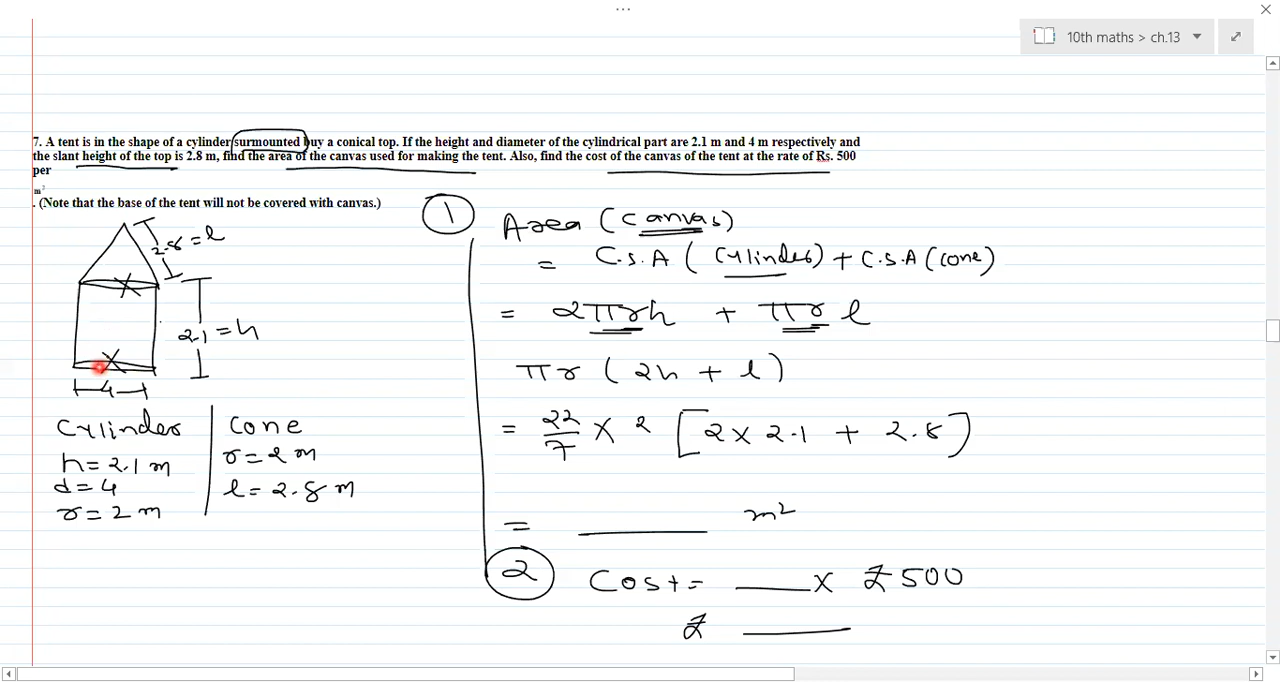 10th maths > ch.13
7. A tent is in the shape of a cylinder surmounted buy a conical top. If the height and diameter of the cylindrical part are 2.1 m and 4 m respectively and
the slant height of the top is 2.8 m, find the area of the canvas used for making the tent. Also, find the cost of the canvas of the tent at the rate of Rs. 500
per
m²
. (Note that the base of the tent will not be covered with canvas.)
2.8 = l
2.1 = h
4
Cylinder
h = 2.1 m
d = 4
r = 2 m
Cone
r = 2 m
l = 2.8 m
① Area (Canvas)
= C.S.A (Cylinder) + C.S.A (Cone)
= 2πrh + πr l
πr (2h + l)
= 22/7 × 2 [2 × 2.1 + 2.8]
= ______ m²
② Cost = ____ × ₹ 500
₹ ______